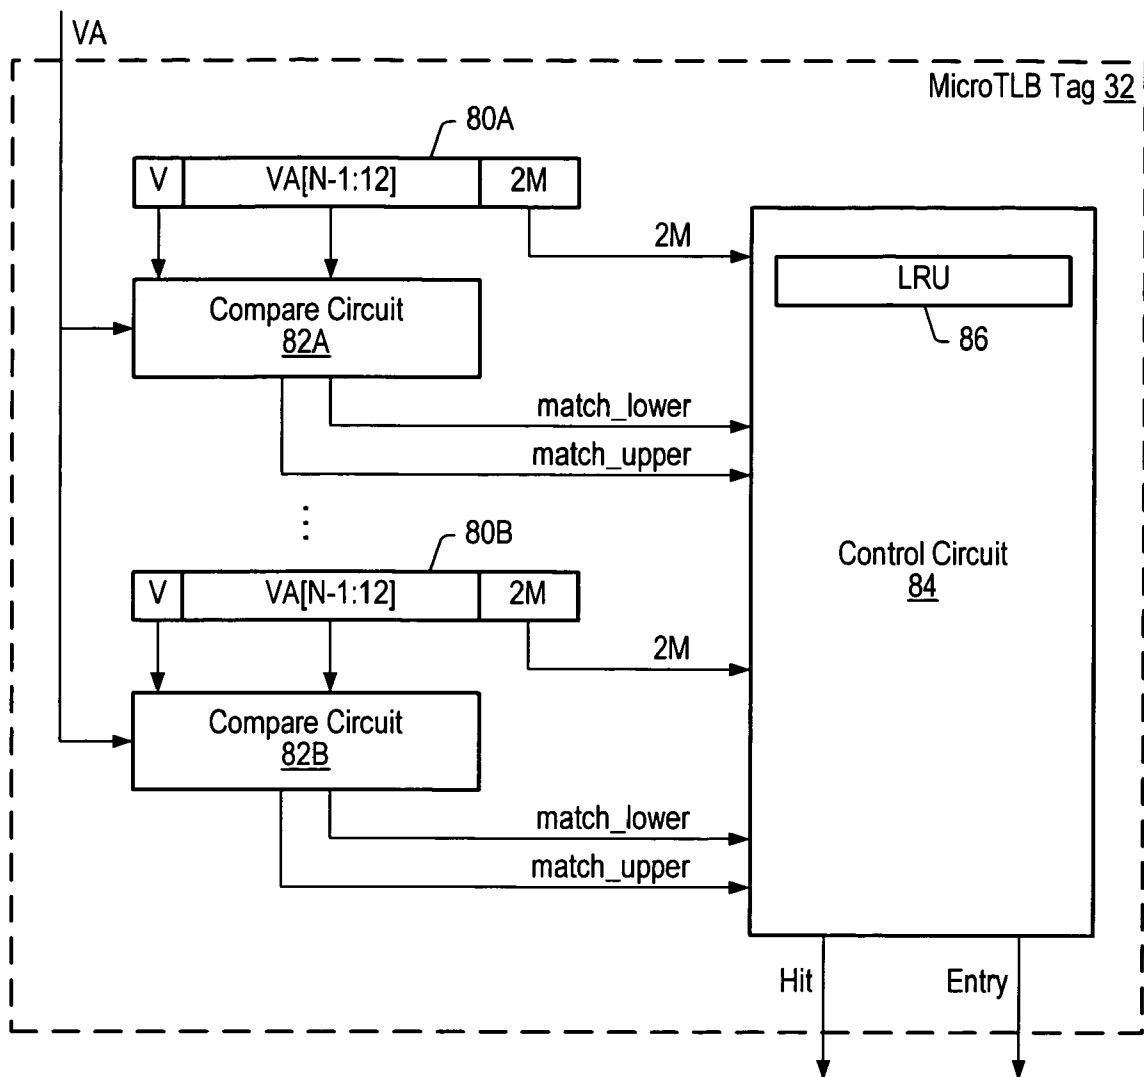 VA
MicroTLB Tag 32
80A
V VA[N-1:12] 2M
2M
LRU
86
Compare Circuit
82A
match_lower
match_upper
80B
V VA[N-1:12] 2M
2M
Control Circuit
84
Compare Circuit
82B
match_lower
match_upper
Hit
Entry